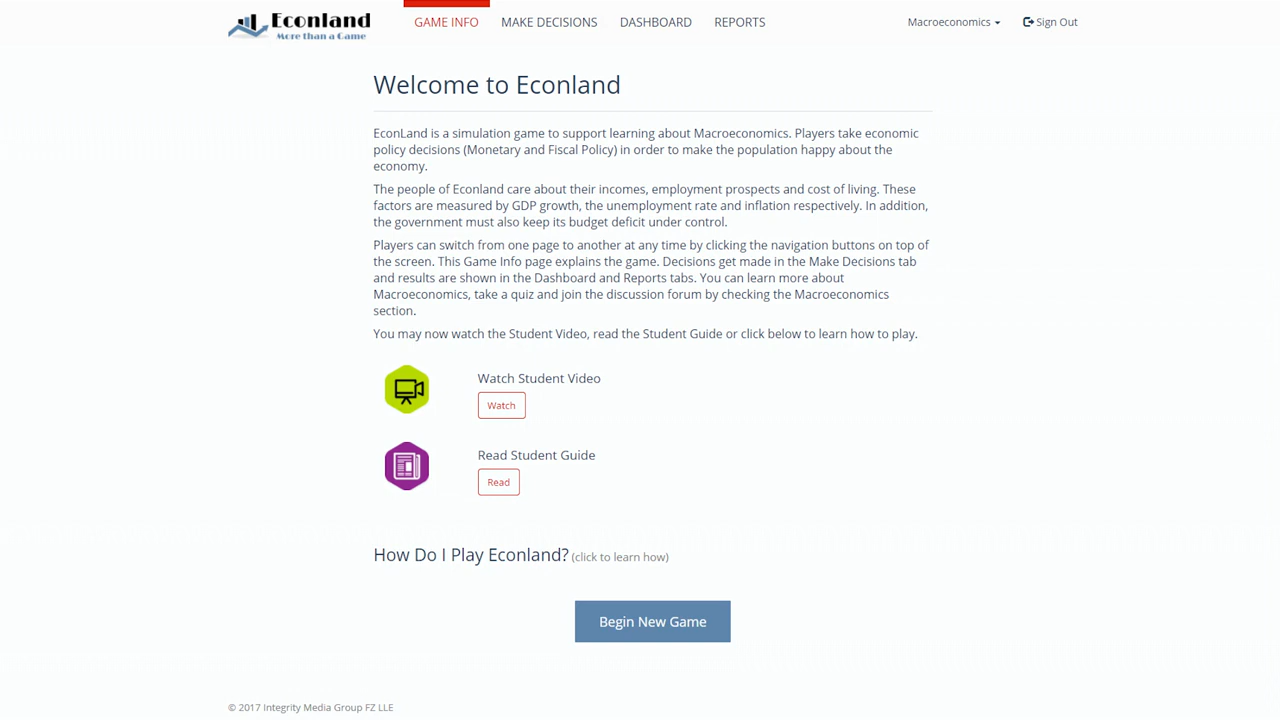 Econland
More than a Game
GAME INFO
MAKE DECISIONS
DASHBOARD
REPORTS
Macroeconomics
Sign Out
Welcome to Econland
EconLand is a simulation game to support learning about Macroeconomics. Players take economic
policy decisions (Monetary and Fiscal Policy) in order to make the population happy about the
economy.
The people of Econland care about their incomes, employment prospects and cost of living. These
factors are measured by GDP growth, the unemployment rate and inflation respectively. In addition,
the government must also keep its budget deficit under control.
Players can switch from one page to another at any time by clicking the navigation buttons on top of
the screen. This Game Info page explains the game. Decisions get made in the Make Decisions tab
and results are shown in the Dashboard and Reports tabs. You can learn more about
Macroeconomics, take a quiz and join the discussion forum by checking the Macroeconomics
section.
You may now watch the Student Video, read the Student Guide or click below to learn how to play.
Watch Student Video
Watch
Read Student Guide
Read
How Do I Play Econland? (click to learn how)
Begin New Game
© 2017 Integrity Media Group FZ LLE